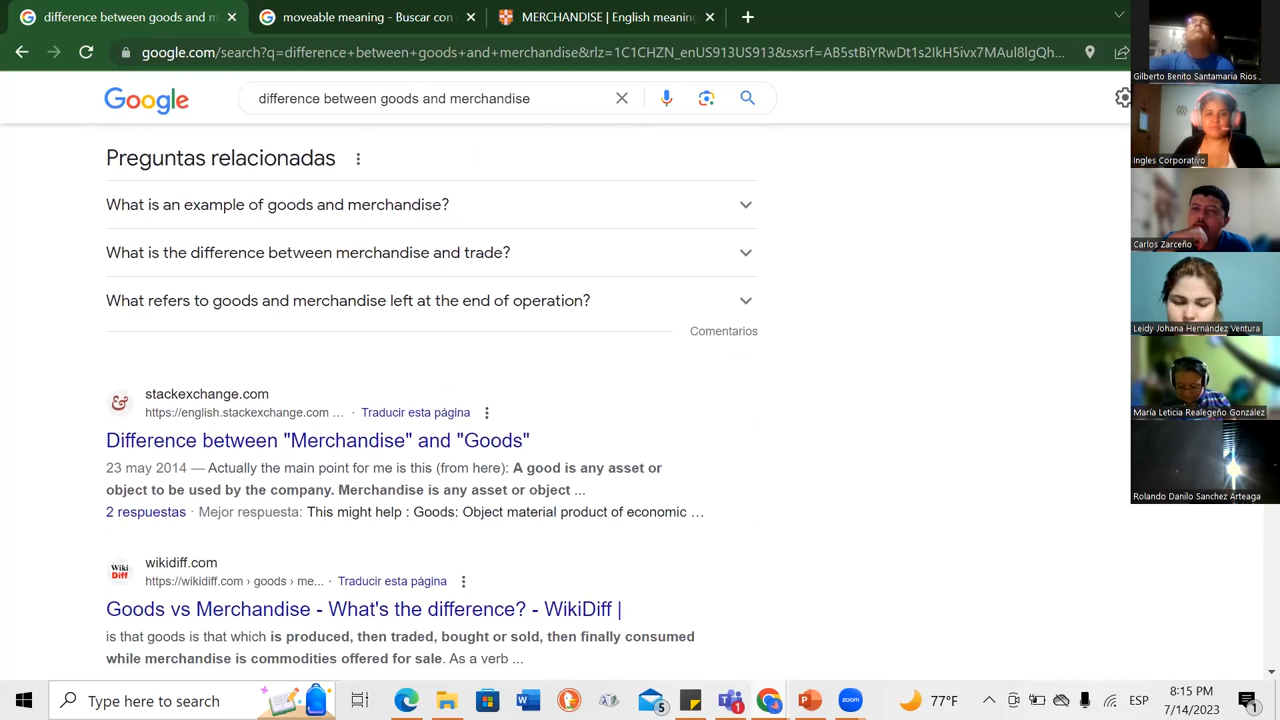 difference between goods and m
moveable meaning - Buscar con
MERCHANDISE | English meaning
google.com/search?q=difference+between+goods+and+merchandise&rlz=1C1CHZN_enUS913US913&sxsrf=AB5stBiYRwDt1s2IkH5ivx7MAul8IgQh...
Google
difference between goods and merchandise
Preguntas relacionadas
What is an example of goods and merchandise?
What is the difference between merchandise and trade?
What refers to goods and merchandise left at the end of operation?
Comentarios
stackexchange.com
https://english.stackexchange.com ... · Traducir esta página
Difference between "Merchandise" and "Goods"
23 may 2014 — Actually the main point for me is this (from here): A good is any asset or
object to be used by the company. Merchandise is any asset or object ...
2 respuestas · Mejor respuesta: This might help : Goods: Object material product of economic ...
Wiki
Diff
wikidiff.com
https://wikidiff.com › goods › me... · Traducir esta página
Goods vs Merchandise - What's the difference? - WikiDiff |
is that goods is that which is produced, then traded, bought or sold, then finally consumed
while merchandise is commodities offered for sale. As a verb ...
Gilberto Benito Santamaria Rios
Ingles Corporativo
Carlos Zarceño
Leidy Johana Hernández Ventura
María Leticia Realegeño González
Rolando Danilo Sanchez Arteaga
Type here to search
5
1
zoom
77°F
ESP
8:15 PM
7/14/2023
1